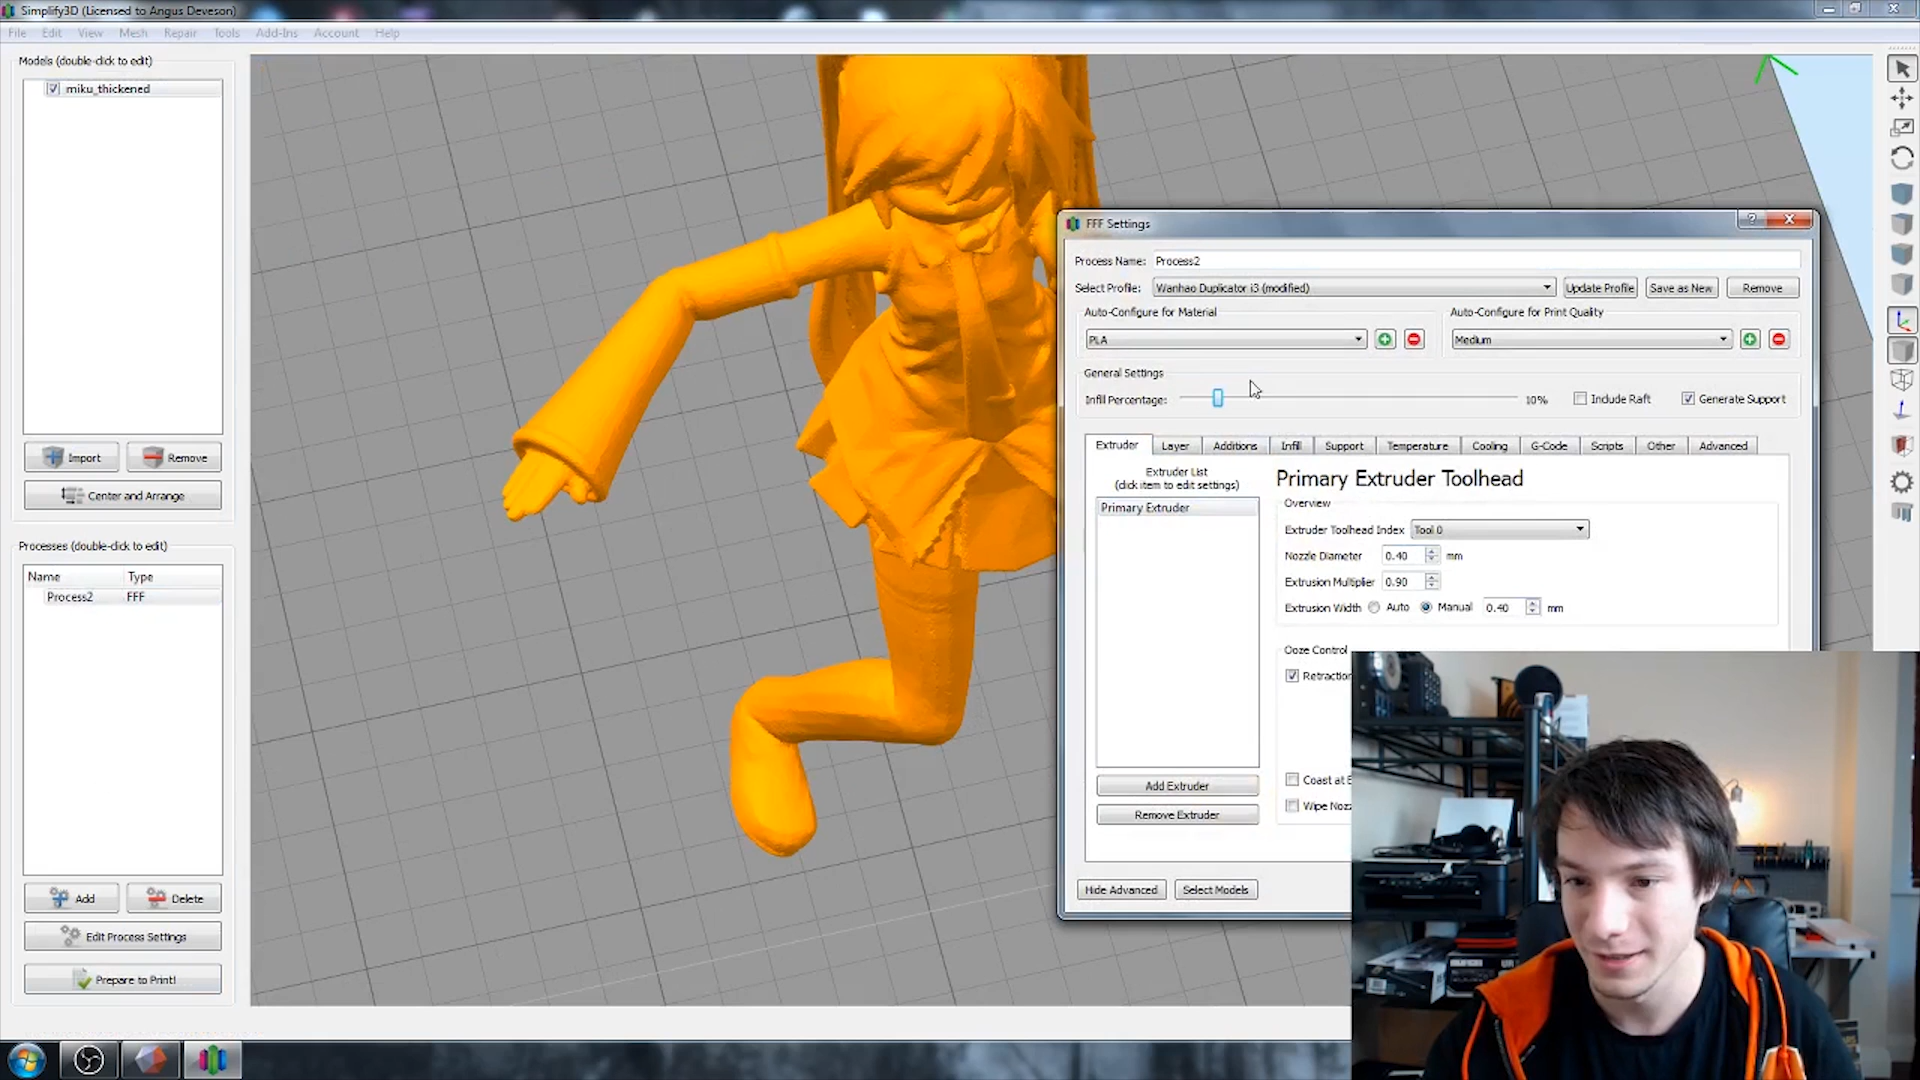 Simplify3D (Licensed to Angus Deveson)
File Edit View Mesh Repair Tools Add-Ins Account Help
Models (double-click to edit)
miku_thickened
Import Remove
Center and Arrange
Processes (double-click to edit)
Name Type
Process2 FFF
Add Delete
Edit Process Settings
Prepare to Print!
FFF Settings
Process Name: Process2
Select Profile: Wanhao Duplicator i3 (modified) Update Profile Save as New Remove
Auto-Configure for Material Auto-Configure for Print Quality
PLA Medium
General Settings
Infill Percentage: 10% Include Raft Generate Support
Extruder Layer Additions Infill Support Temperature Cooling G-Code Scripts Other Advanced
Extruder List
(click item to edit settings)
Primary Extruder
Add Extruder
Remove Extruder
Primary Extruder Toolhead
Overview
Extruder Toolhead Index Tool 0
Nozzle Diameter 0.40 mm
Extrusion Multiplier 0.90
Extrusion Width Auto Manual 0.40 mm
Ooze Control
Retraction
Coast at E
Wipe Nozz
Hide Advanced Select Models